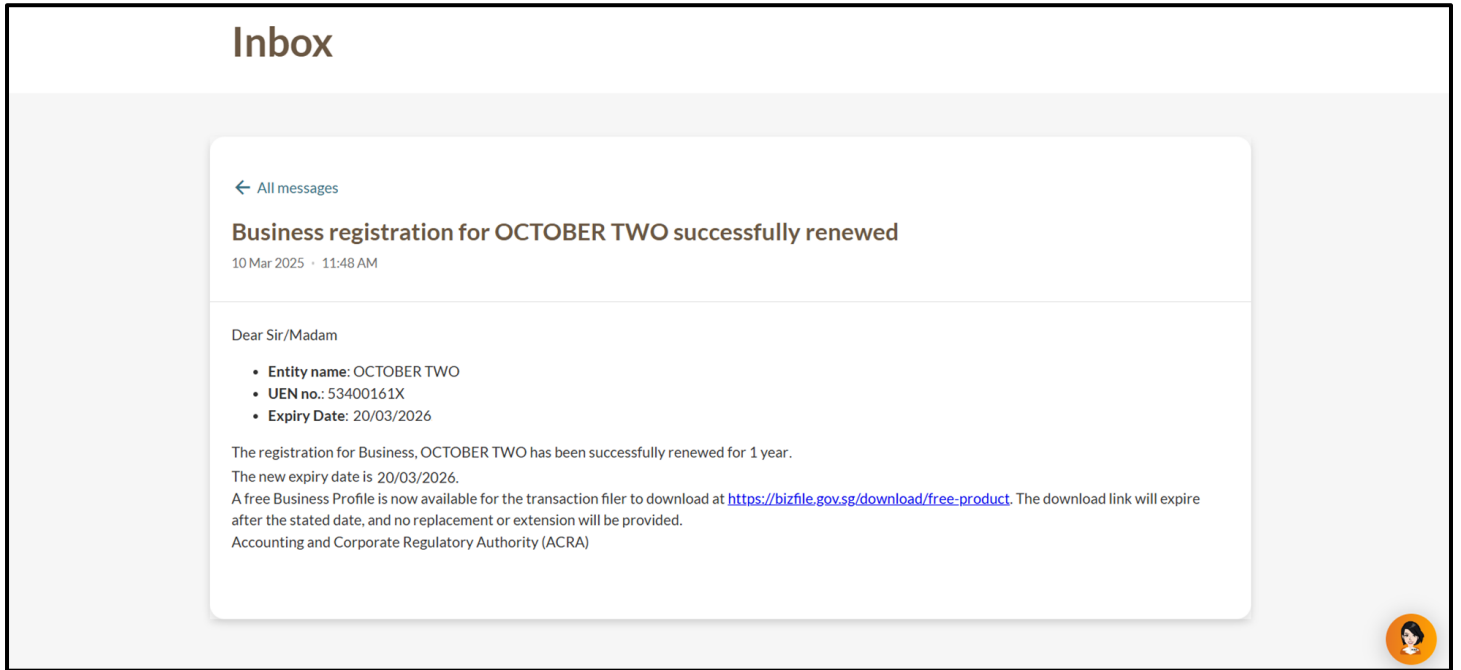 Inbox
← All messages
Business registration for OCTOBER TWO successfully renewed
10 Mar 2025 • 11:48 AM
Dear Sir/Madam
• Entity name: OCTOBER TWO
• UEN no.: 53400161X
• Expiry Date: 20/03/2026
The registration for Business, OCTOBER TWO has been successfully renewed for 1 year.
The new expiry date is 20/03/2026.
A free Business Profile is now available for the transaction filer to download at https://bizfile.gov.sg/download/free-product. The download link will expire
after the stated date, and no replacement or extension will be provided.
Accounting and Corporate Regulatory Authority (ACRA)